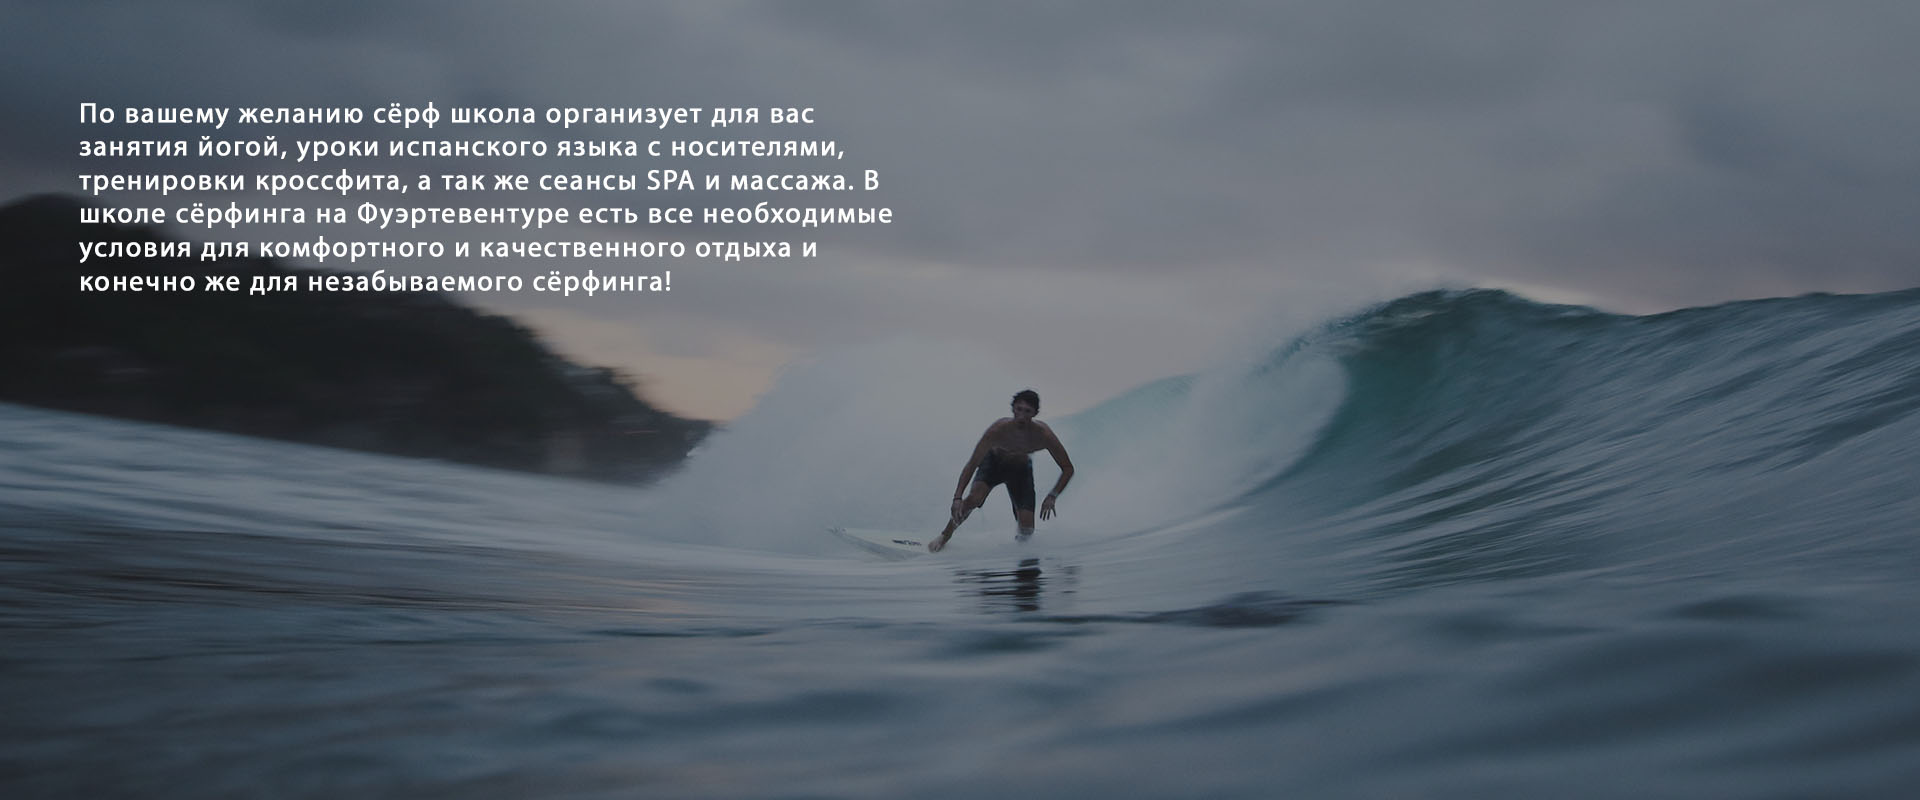 По вашему желанию сёрф школа организует для вас
занятия йогой, уроки испанского языка с носителями,
тренировки кроссфита, а так же сеансы SPA и массажа. В
школе сёрфинга на Фуэртевентуре есть все необходимые
условия для комфортного и качественного отдыха и
конечно же для незабываемого сёрфинга!